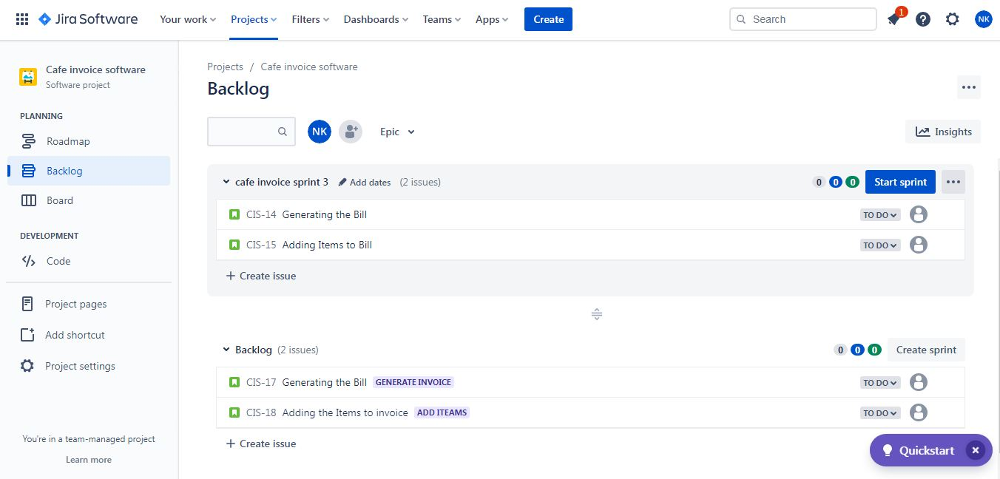 Jira Software Your work Projects Filters Dashboards Teams Apps Create Search 1 NK
Cafe invoice software
Software project
PLANNING
Roadmap
Backlog
Board
DEVELOPMENT
Code
Project pages
Add shortcut
Project settings
You're in a team-managed project
Learn more
Projects / Cafe invoice software
Backlog
NK Epic Insights
cafe invoice sprint 3 Add dates (2 issues) 0 0 0 Start sprint
CIS-14 Generating the Bill TO DO
CIS-15 Adding Items to Bill TO DO
+ Create issue
Backlog (2 issues) 0 0 0 Create sprint
CIS-17 Generating the Bill GENERATE INVOICE TO DO
CIS-18 Adding the Items to invoice ADD ITEAMS TO DO
+ Create issue
Quickstart